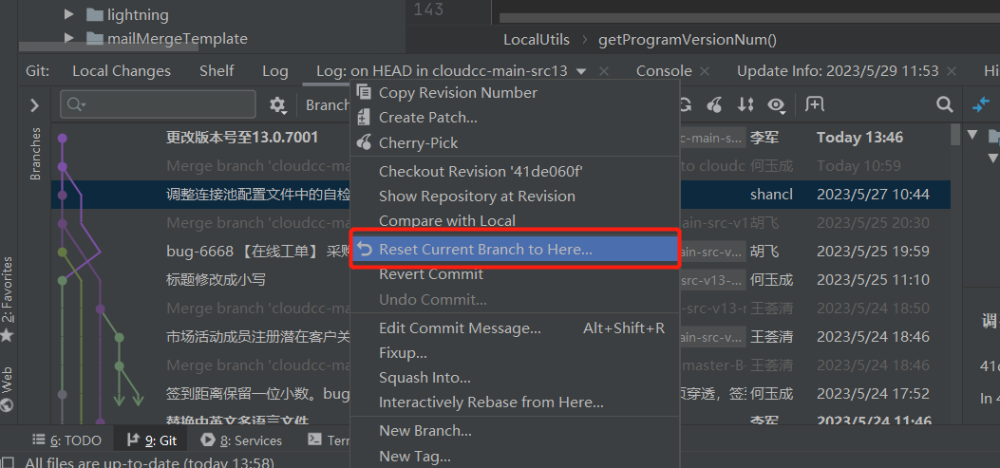 lightning
mailMergeTemplate
143
LocalUtils › getProgramVersionNum()
Git: Local Changes Shelf Log Log: on HEAD in cloudcc-main-src13 Console Update Info: 2023/5/29 11:53 Hi
Branch
Branches
更改版本号至13.0.7001 c-main-s... 李军 Today 13:46
Merge branch 'cloudcc-ma to cloudc 何玉成 Today 10:59
调整连接池配置文件中的自检 shancl 2023/5/27 10:44
Merge branch 'cloudcc-ma ain-src-v1 胡飞 2023/5/25 20:30
bug-6668 【在线工单】 采购 ain-src-v... 胡飞 2023/5/25 19:59
标题修改成小写 -src-v13-... 何玉成 2023/5/25 11:10
Merge branch 'cloudcc-ma n-src-v13-r 王荟清 2023/5/24 18:50
市场活动成员注册潜在客户关 ain-src-v... 王荟清 2023/5/24 18:46
Merge branch 'cloudcc-ma master-B- 王荟清 2023/5/24 18:46
签到距离保留一位小数。bug 页穿透，签 何玉成 2023/5/24 17:52
替换中英文多语言文件 李军 2023/5/24 11:46
Copy Revision Number
Create Patch...
Cherry-Pick
Checkout Revision '41de060f'
Show Repository at Revision
Compare with Local
Reset Current Branch to Here...
Revert Commit
Undo Commit...
Edit Commit Message... Alt+Shift+R
Fixup...
Squash Into...
Interactively Rebase from Here...
New Branch...
New Tag...
调
41c
In 4
2: Favorites
Web
6: TODO 9: Git 8: Services Terr
All files are up-to-date (today 13:58)